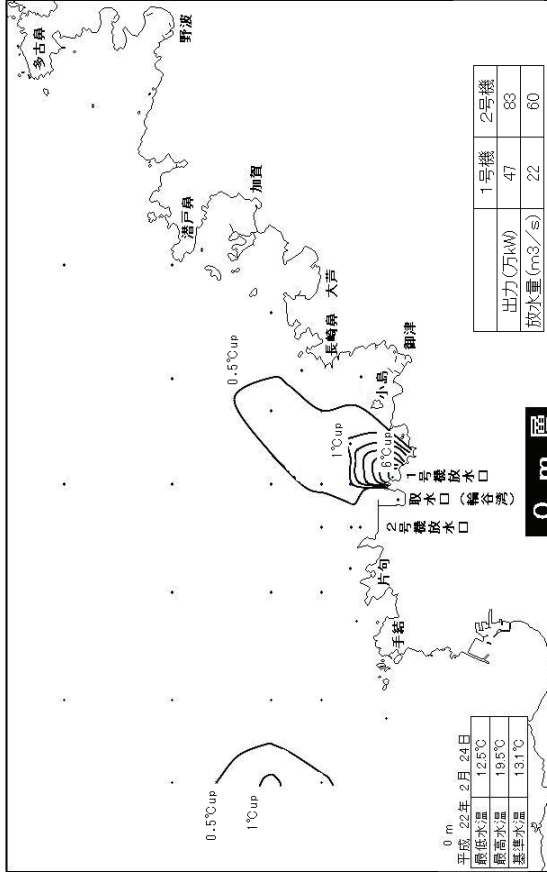 多古鼻
野波
潜戸鼻
加賀
大芦
長崎鼻
御津
小島
0.5℃up
1℃up
6℃up
1号機放水口
取水口(輪谷湾)
2号機放水口
片句
手結
0.5℃up
1℃up
1号機 2号機
出力(万kW) 47 83
放水量(m3/s) 22 60
0 m 層
0 m
平成 22年 2月 24日
最低水温 12.5℃
最高水温 19.5℃
基準水温 13.1℃